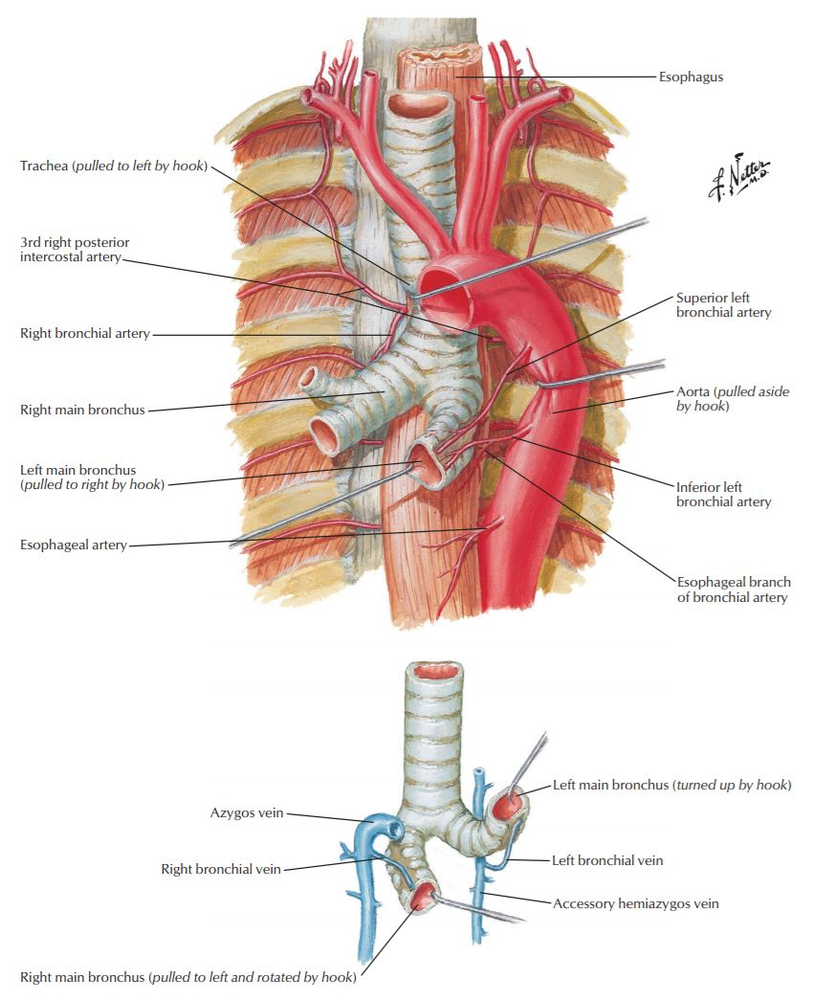 Esophagus
F. Netter
M.D.
Trachea (pulled to left by hook)
3rd right posterior
intercostal artery
Superior left
bronchial artery
Right bronchial artery
Aorta (pulled aside
by hook)
Right main bronchus
Left main bronchus
(pulled to right by hook)
Inferior left
bronchial artery
Esophageal artery
Esophageal branch
of bronchial artery
Left main bronchus (turned up by hook)
Azygos vein
Left bronchial vein
Right bronchial vein
Accessory hemiazygos vein
Right main bronchus (pulled to left and rotated by hook)